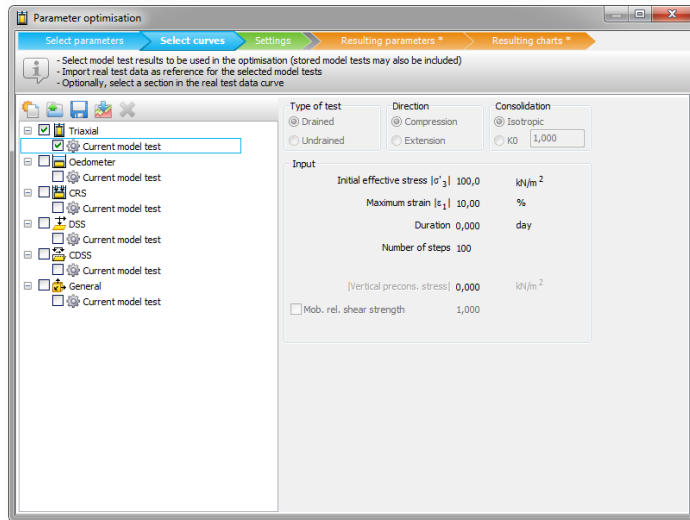 Parameter optimisation
Select parameters
Select curves
Settings
Resulting parameters *
Resulting charts *
- Select model test results to be used in the optimisation (stored model tests may also be included)
- Import real test data as reference for the selected model tests
- Optionally, select a section in the real test data curve
Triaxial
Current model test
Oedometer
Current model test
CRS
Current model test
DSS
Current model test
CDSS
Current model test
General
Current model test
Type of test
Drained
Undrained
Direction
Compression
Extension
Consolidation
Isotropic
K0 1,000
Input
Initial effective stress |σ'₃| 100,0 kN/m²
Maximum strain |ε₁| 10,00 %
Duration 0,000 day
Number of steps 100
|Vertical precons. stress| 0,000 kN/m²
Mob. rel. shear strength 1,000